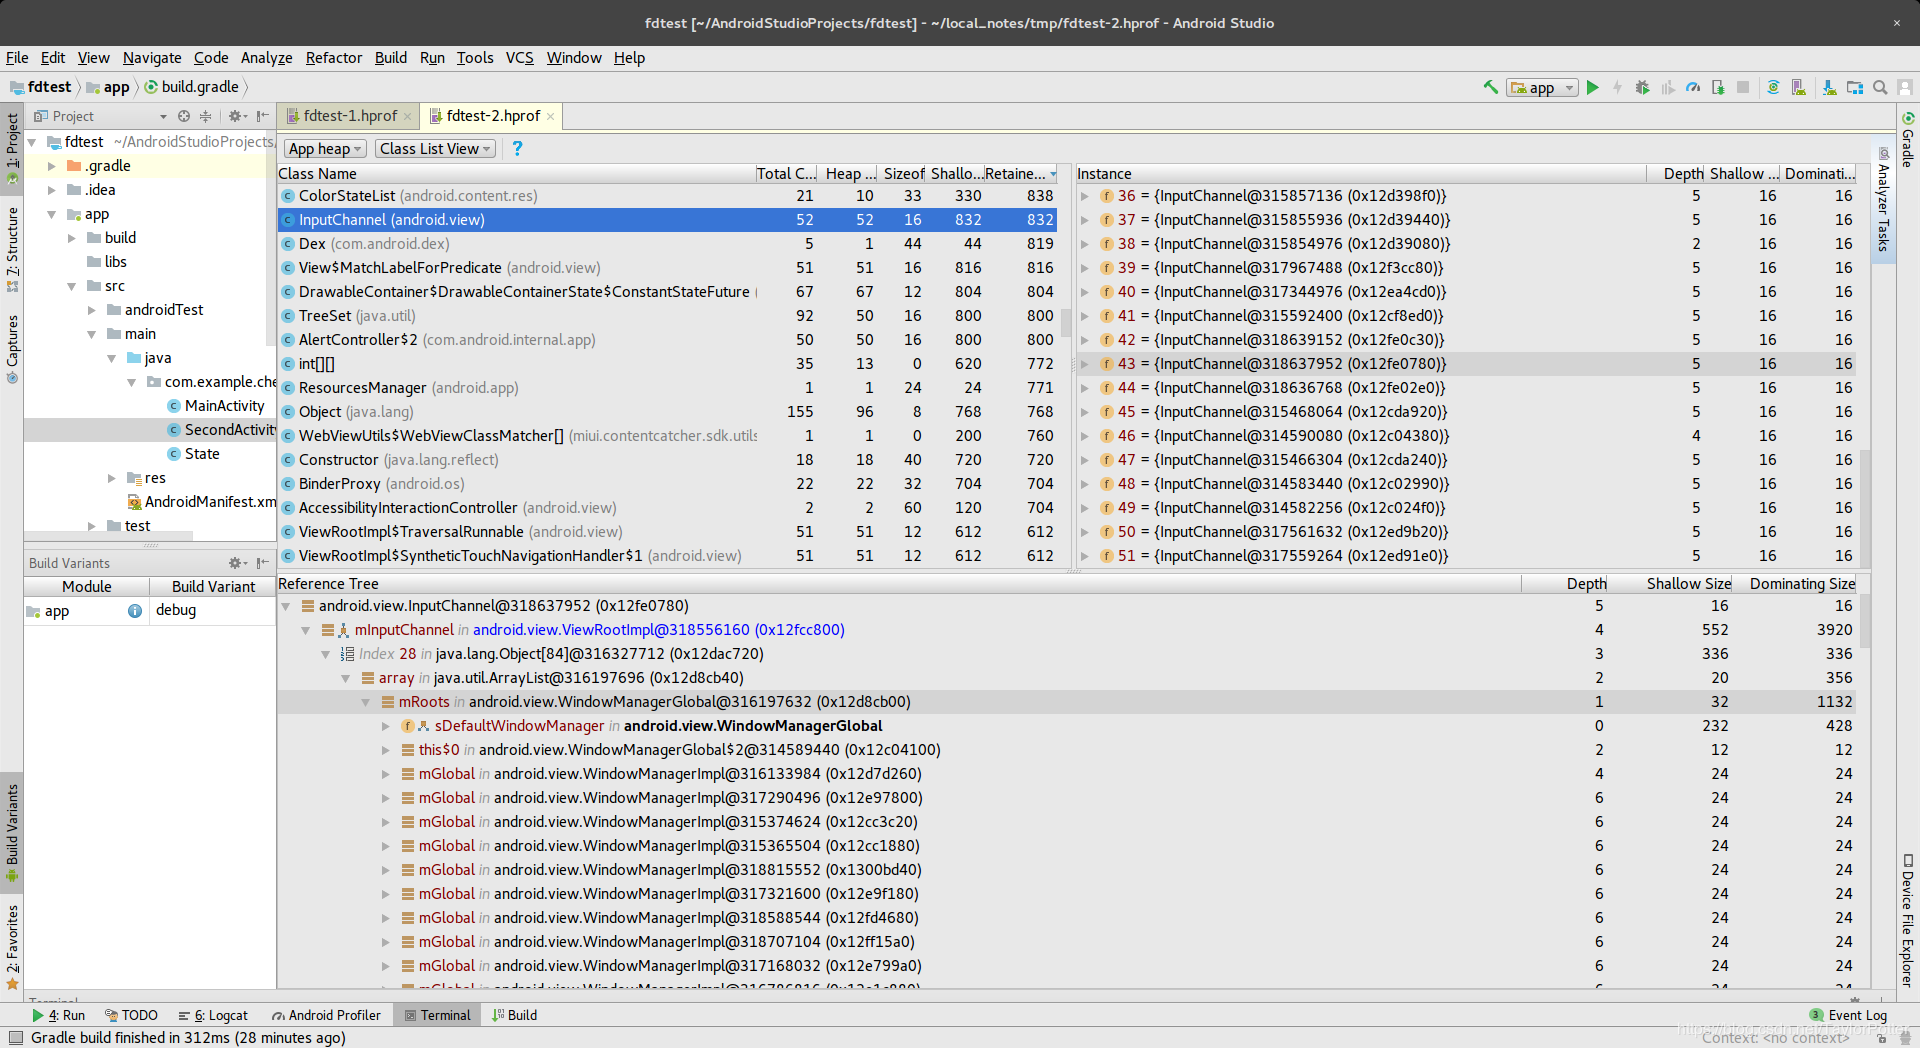 fdtest [~/AndroidStudioProjects/fdtest] - ~/local_notes/tmp/fdtest-2.hprof - Android Studio
File Edit View Navigate Code Analyze Refactor Build Run Tools VCS Window Help
fdtest app build.gradle
app
1: Project
7: Structure
Captures
Build Variants
2: Favorites
Project
fdtest ~/AndroidStudioProjects/
.gradle
.idea
app
build
libs
src
androidTest
main
java
com.example.che
MainActivity
SecondActivit
State
res
AndroidManifest.xm
test
Build Variants
Module Build Variant
app debug
fdtest-1.hprof fdtest-2.hprof
App heap Class List View ?
Class Name Total C... Heap ... Sizeof Shallo... Retaine...
ColorStateList (android.content.res) 21 10 33 330 838
InputChannel (android.view) 52 52 16 832 832
Dex (com.android.dex) 5 1 44 44 819
View$MatchLabelForPredicate (android.view) 51 51 16 816 816
DrawableContainer$DrawableContainerState$ConstantStateFuture ( 67 67 12 804 804
TreeSet (java.util) 92 50 16 800 800
AlertController$2 (com.android.internal.app) 50 50 16 800 800
int[][] 35 13 0 620 772
ResourcesManager (android.app) 1 1 24 24 771
Object (java.lang) 155 96 8 768 768
WebViewUtils$WebViewClassMatcher[] (miui.contentcatcher.sdk.utils 1 1 0 200 760
Constructor (java.lang.reflect) 18 18 40 720 720
BinderProxy (android.os) 22 22 32 704 704
AccessibilityInteractionController (android.view) 2 2 60 120 704
ViewRootImpl$TraversalRunnable (android.view) 51 51 12 612 612
ViewRootImpl$SyntheticTouchNavigationHandler$1 (android.view) 51 51 12 612 612
Instance Depth Shallow ... Dominati...
36 = {InputChannel@315857136 (0x12d398f0)} 5 16 16
37 = {InputChannel@315855936 (0x12d39440)} 5 16 16
38 = {InputChannel@315854976 (0x12d39080)} 2 16 16
39 = {InputChannel@317967488 (0x12f3cc80)} 5 16 16
40 = {InputChannel@317344976 (0x12ea4cd0)} 5 16 16
41 = {InputChannel@315592400 (0x12cf8ed0)} 5 16 16
42 = {InputChannel@318639152 (0x12fe0c30)} 5 16 16
43 = {InputChannel@318637952 (0x12fe0780)} 5 16 16
44 = {InputChannel@318636768 (0x12fe02e0)} 5 16 16
45 = {InputChannel@315468064 (0x12cda920)} 5 16 16
46 = {InputChannel@314590080 (0x12c04380)} 4 16 16
47 = {InputChannel@315466304 (0x12cda240)} 5 16 16
48 = {InputChannel@314583440 (0x12c02990)} 5 16 16
49 = {InputChannel@314582256 (0x12c024f0)} 5 16 16
50 = {InputChannel@317561632 (0x12ed9b20)} 5 16 16
51 = {InputChannel@317559264 (0x12ed91e0)} 5 16 16
Reference Tree Depth Shallow Size Dominating Size
android.view.InputChannel@318637952 (0x12fe0780) 5 16 16
mInputChannel in android.view.ViewRootImpl@318556160 (0x12fcc800) 4 552 3920
Index 28 in java.lang.Object[84]@316327712 (0x12dac720) 3 336 336
array in java.util.ArrayList@316197696 (0x12d8cb40) 2 20 356
mRoots in android.view.WindowManagerGlobal@316197632 (0x12d8cb00) 1 32 1132
sDefaultWindowManager in android.view.WindowManagerGlobal 0 232 428
this$0 in android.view.WindowManagerGlobal$2@314589440 (0x12c04100) 2 12 12
mGlobal in android.view.WindowManagerImpl@316133984 (0x12d7d260) 4 24 24
mGlobal in android.view.WindowManagerImpl@317290496 (0x12e97800) 6 24 24
mGlobal in android.view.WindowManagerImpl@315374624 (0x12cc3c20) 6 24 24
mGlobal in android.view.WindowManagerImpl@315365504 (0x12cc1880) 6 24 24
mGlobal in android.view.WindowManagerImpl@318815552 (0x1300bd40) 6 24 24
mGlobal in android.view.WindowManagerImpl@317321600 (0x12e9f180) 6 24 24
mGlobal in android.view.WindowManagerImpl@318588544 (0x12fd4680) 6 24 24
mGlobal in android.view.WindowManagerImpl@318707104 (0x12ff15a0) 6 24 24
mGlobal in android.view.WindowManagerImpl@317168032 (0x12e799a0) 6 24 24
Gradle
Analyzer Tasks
Device File Explorer
Terminal
4: Run TODO 6: Logcat Android Profiler Terminal Build 3 Event Log
Gradle build finished in 312ms (28 minutes ago) Context: <no context>